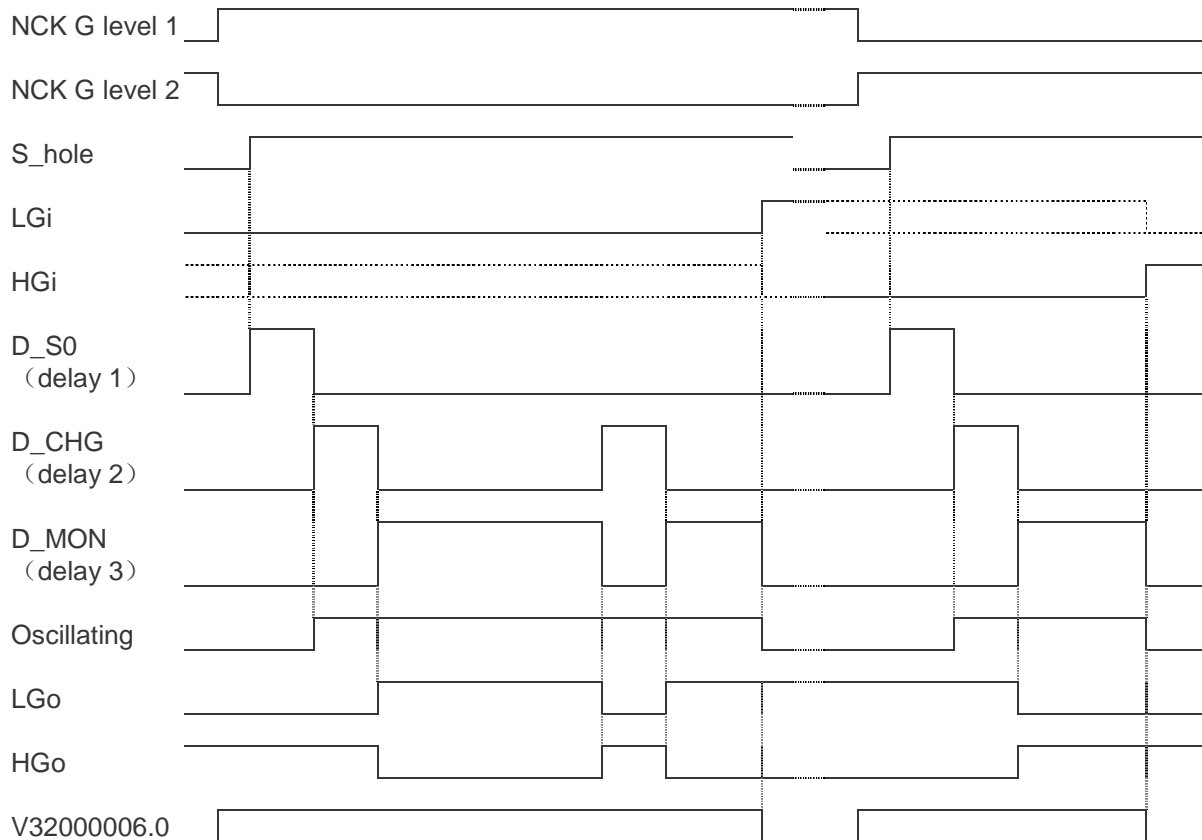 NCK G level 1
NCK G level 2
S_hole
LGi
HGi
D_S0
（delay 1）
D_CHG
（delay 2）
D_MON
（delay 3）
Oscillating
LGo
HGo
V32000006.0